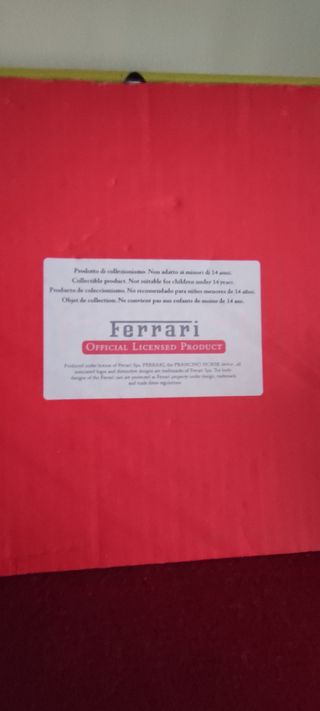 Prodotto di collezionismo. Non adatto ai minori di 14 anni.
Collectible product. Not suitable for children under 14 years.
Producto de coleccionismo. No recomendado para niños menores de 14 años.
Objet de collection. Ne convient pas aux enfants de moins de 14 ans.
Ferrari
OFFICIAL LICENSED PRODUCT
Produced under licence of Ferrari Spa. FERRARI, the PRANCING HORSE device, all
associated logos and distinctive designs are trademarks of Ferrari Spa. The body
designs of the Ferrari cars are protected as Ferrari property under design, trademark
and trade dress regulations